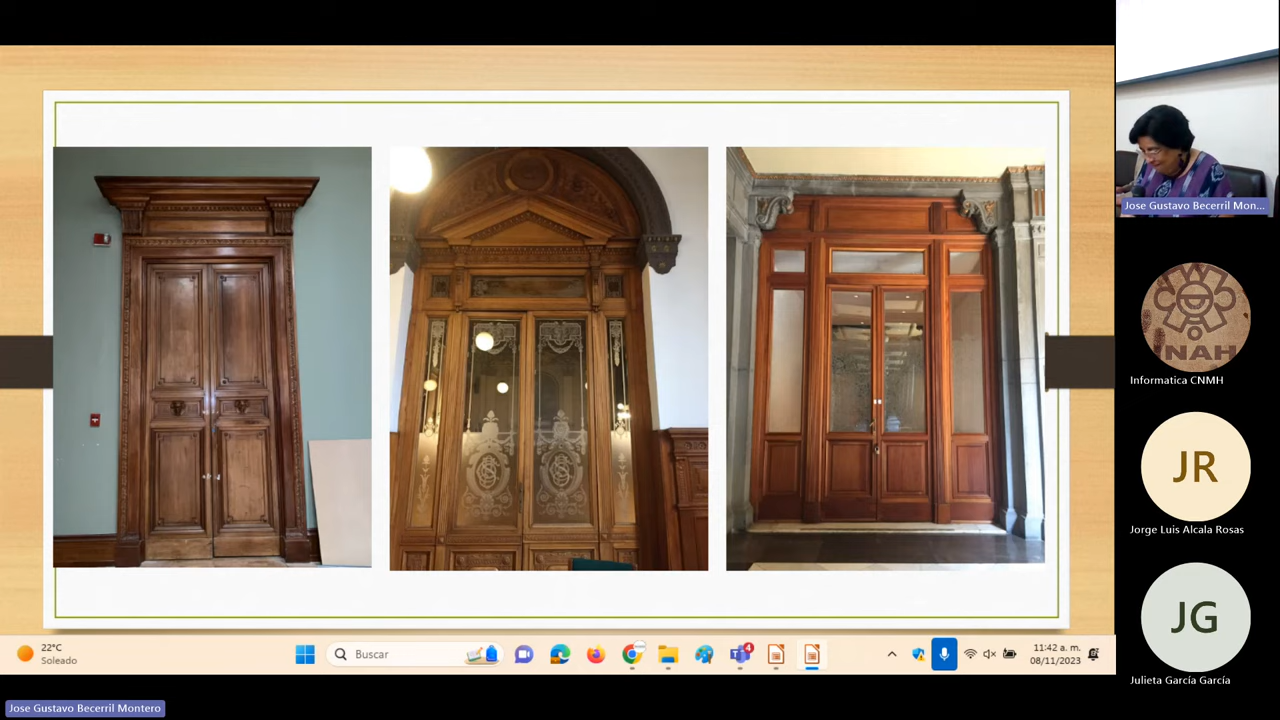 Jose Gustavo Becerril Mon...
INAH
Informatica CNMH
JR
Jorge Luis Alcala Rosas
JG
Julieta García García
22°C
Soleado
Buscar
4
11:42 a. m.
08/11/2023
Jose Gustavo Becerril Montero